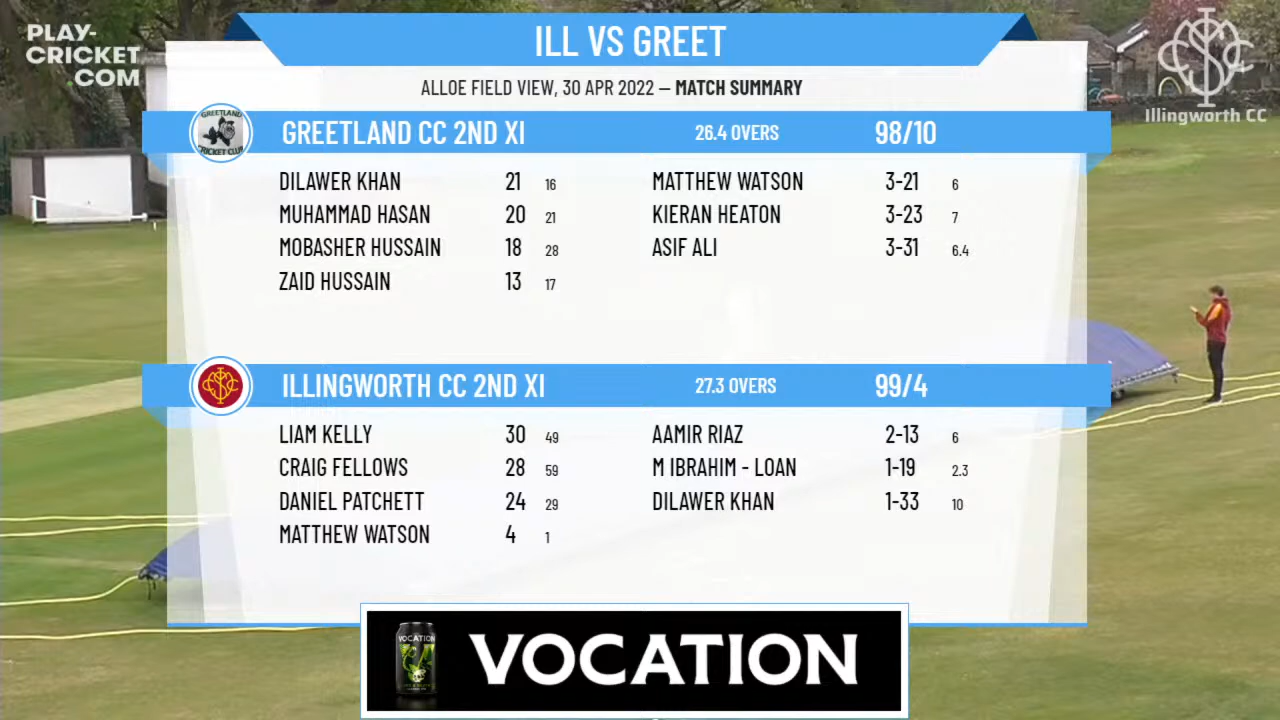 PLAY-
CRICKET
.COM
ILL VS GREET
Illingworth CC
ALLOE FIELD VIEW, 30 APR 2022 – MATCH SUMMARY
GREETLAND
CRICKET CLUB
GREETLAND CC 2ND XI 26.4 OVERS 98/10
DILAWER KHAN 21 16 MATTHEW WATSON 3-21 6
MUHAMMAD HASAN 20 21 KIERAN HEATON 3-23 7
MOBASHER HUSSAIN 18 28 ASIF ALI 3-31 6.4
ZAID HUSSAIN 13 17
ILLINGWORTH CC 2ND XI 27.3 OVERS 99/4
LIAM KELLY 30 49 AAMIR RIAZ 2-13 6
CRAIG FELLOWS 28 59 M IBRAHIM - LOAN 1-19 2.3
DANIEL PATCHETT 24 29 DILAWER KHAN 1-33 10
MATTHEW WATSON 4 1
VOCATION
VOCATION